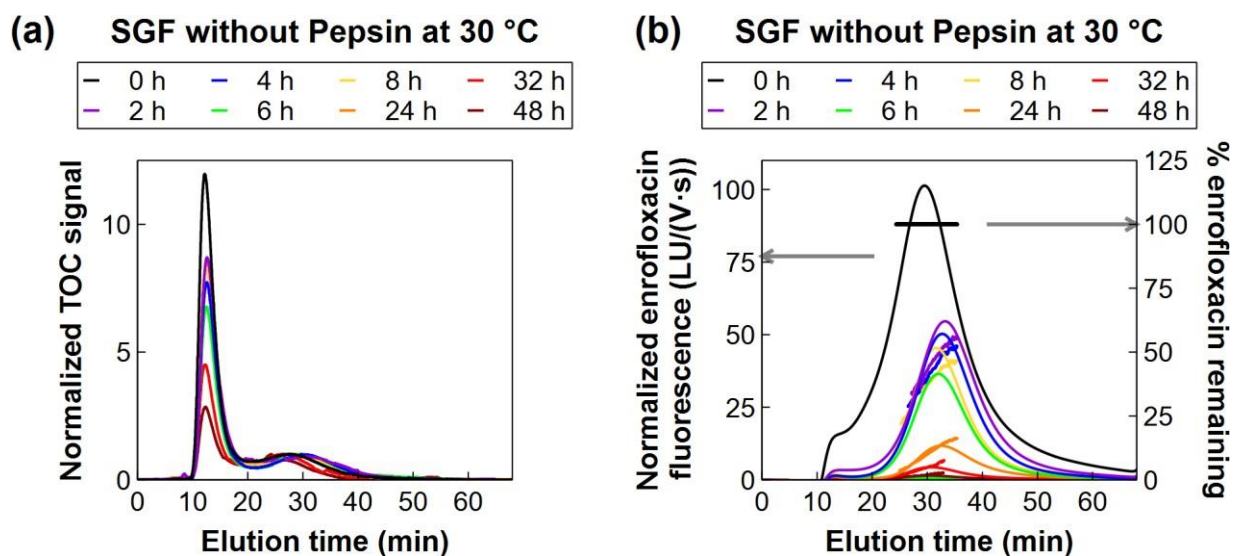 (a) SGF without Pepsin at 30 °C
0 h 4 h 8 h 32 h
2 h 6 h 24 h 48 h
Normalized TOC signal
10
5
0
0 10 20 30 40 50 60
Elution time (min)
(b) SGF without Pepsin at 30 °C
0 h 4 h 8 h 32 h
2 h 6 h 24 h 48 h
Normalized enrofloxacin
fluorescence (LU/(V·s))
100
75
50
25
0
0 10 20 30 40 50 60
Elution time (min)
125
100
75
50
25
0
% enrofloxacin remaining